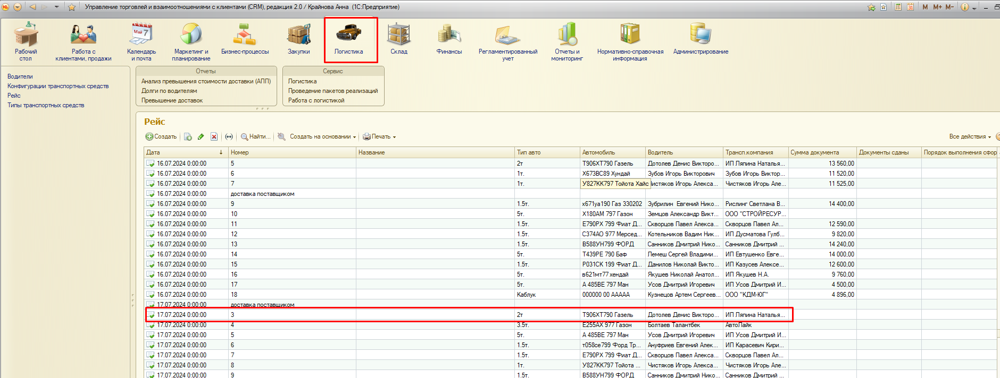 Управление торговлей и взаимоотношениями с клиентами (CRM), редакция 2.0 / Крайнова Анна (1С:Предприятие)
M M+ M-
Рабочий стол
Работа с клиентами, продажи
Календарь и почта
Май 7
Маркетинг и планирование
Бизнес-процессы
Закупки
Логистика
Склад
Финансы
Регламентированный учет
Отчеты и мониторинг
Нормативно-справочная информация
Администрирование
Водители
Конфигурации транспортных средств
Рейс
Типы транспортных средств
Отчеты
Анализ превышения стоимости доставки (АПП)
Долги по водителям
Превышение доставок
Сервис
Логистика
Проведение пакетов реализаций
Работа с логистикой
Рейс
Создать Найти... Создать на основании Печать Все действия
Дата Номер Название Тип авто Автомобиль Водитель Трансп.компания Сумма документа Документы сданы Порядок выполнения сфор
16.07.2024 0:00:00 5 2т Т906ХТ790 Газель Дотолев Денис Викторо... ИП Ляпина Наталья... 13 560,00
16.07.2024 0:00:00 6 1т. Х673ВС89 Хундай Зубов Игорь Викторович Зубов Игорь Виктор... 11 520,00
16.07.2024 0:00:00 7 1т. У827КК797 Тойота Хайс Чистяков Игорь Алекса... Чистяков Игорь Але... 11 525,00
16.07.2024 0:00:00 доставка поставщиком
16.07.2024 0:00:00 9 1.5т. х671уа190 Газ 330202 Зубрилин Евгений Нико... Рислинг Светлана В... 14 400,00
16.07.2024 0:00:00 10 5т. Х180АМ 797 Газон Земцов Александр Викт... ООО "СТРОЙРЕСУР...
16.07.2024 0:00:00 11 1.5т. Е790РХ 799 Фиат Д... Скворцов Павел Алекса... Скворцов Павел Ал... 12 590,00
16.07.2024 0:00:00 12 1.5т. С374АО 977 Мерсед... Котельников Вадим Ник... ИП Дусматова Гулб... 9 820,00
16.07.2024 0:00:00 13 1.5т. В588УН799 ФОРД Санников Дмитрий Нико... Санников Дмитрий ... 14 240,00
16.07.2024 0:00:00 14 5т. Т439РЕ 790 Баф Лемеш Сергей Владими... ИП Евтушенко Евге... 14 000,00
16.07.2024 0:00:00 15 1.5т. Р031СК 199 Фиат Д... Данилов Николай Викто... ИП Казусев Алексе... 12 600,00
16.07.2024 0:00:00 16 5т. в621мт77 хендай Якушев Николай Анатол... ИП Якушев Н.А. 9 760,00
16.07.2024 0:00:00 17 5т. А 485ВЕ 797 Ман Усов Дмитрий Игоревич ИП Усов Дмитрий И... 4 500,00
16.07.2024 0:00:00 18 Каблук 000000 00 ААААА Кузнецов Артем Сергеев... ООО "КДМ-ЮГ" 4 896,00
17.07.2024 0:00:00 доставка поставщиком
17.07.2024 0:00:00 3 2т Т906ХТ790 Газель Дотолев Денис Викторо... ИП Ляпина Наталья...
17.07.2024 0:00:00 4 3.5т. Е255АХ 977 Газон Болтаев Талантбек АвтоЛайк
17.07.2024 0:00:00 5 5т. А 485ВЕ 797 Ман Усов Дмитрий Игоревич ИП Усов Дмитрий И...
17.07.2024 0:00:00 6 1.5т. т058се799 Форд Тр... Ануфриев Евгений Алек... ИП Карасевич Кири...
17.07.2024 0:00:00 7 1.5т. Е790РХ 799 Фиат Д... Скворцов Павел Алекса... Скворцов Павел Ал...
17.07.2024 0:00:00 8 1т. У827КК797 Тойота ... Чистяков Игорь Алекса... Чистяков Игорь Але...
17.07.2024 0:00:00 9 1.5т. В588УН799 ФОРД Санников Дмитрий Нико... Санников Дмитрий ...